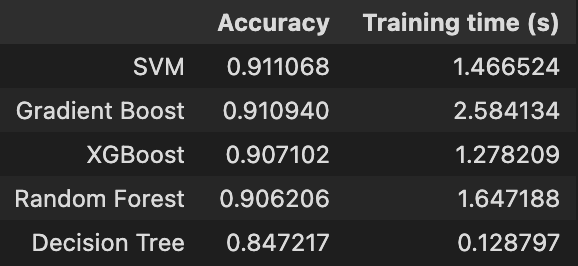 Accuracy Training time (s)
SVM 0.911068 1.466524
Gradient Boost 0.910940 2.584134
XGBoost 0.907102 1.278209
Random Forest 0.906206 1.647188
Decision Tree 0.847217 0.128797